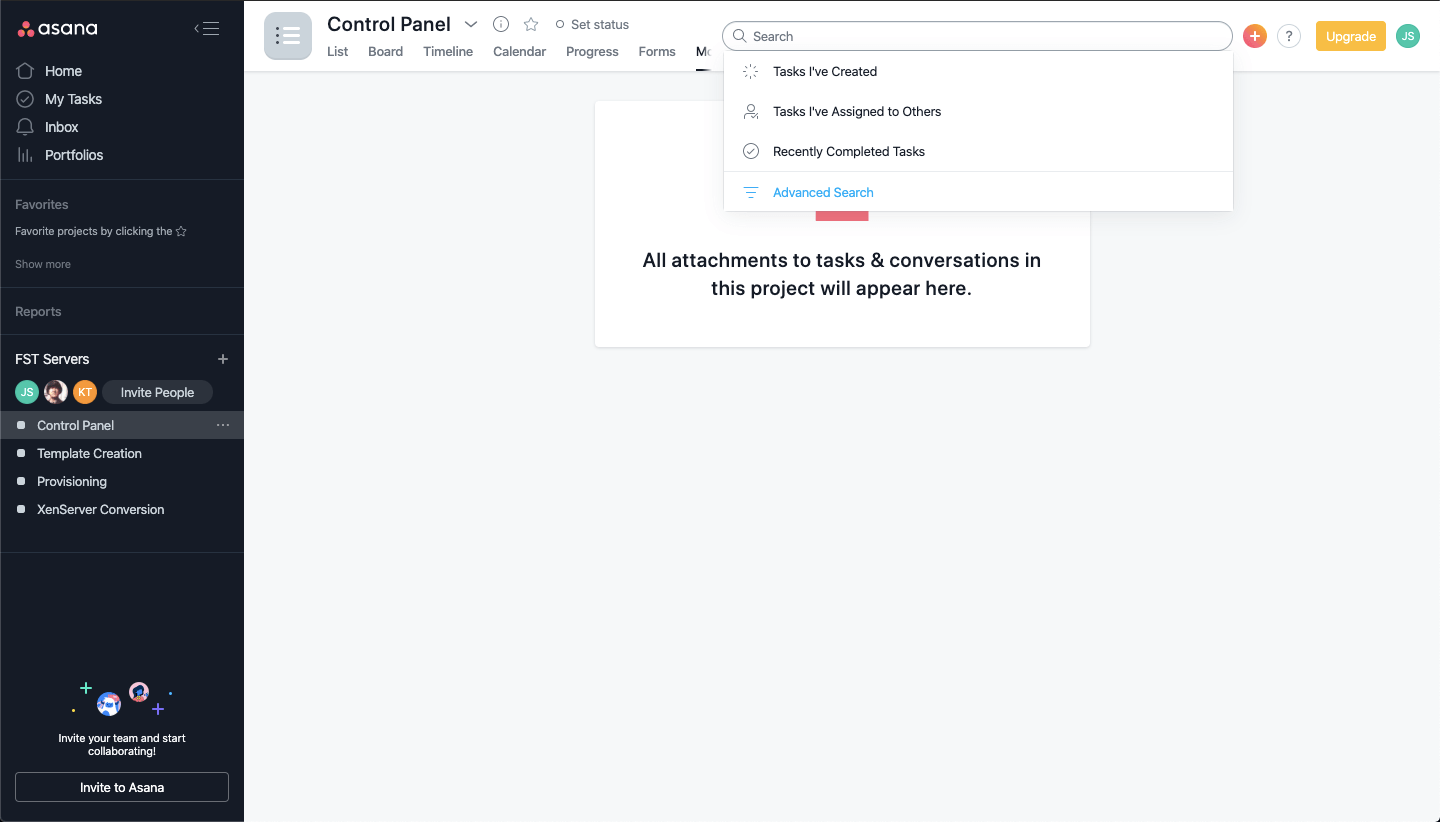 asana
Home
My Tasks
Inbox
Portfolios
Favorites
Favorite projects by clicking the
Show more
Reports
FST Servers
JS
KT
Invite People
Control Panel
Template Creation
Provisioning
XenServer Conversion
Invite your team and start
collaborating!
Invite to Asana
Control Panel
Set status
List Board Timeline Calendar Progress Forms
Search
?
Upgrade
JS
Tasks I've Created
Tasks I've Assigned to Others
Recently Completed Tasks
Advanced Search
All attachments to tasks & conversations in
this project will appear here.